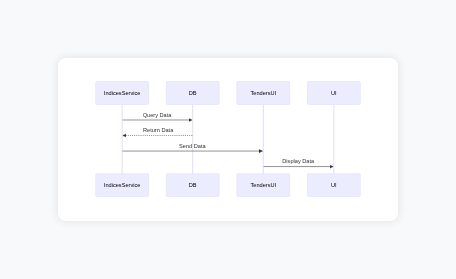 IndicesService DB TendersUI UI
Query Data
Return Data
Send Data
Display Data
IndicesService DB TendersUI UI